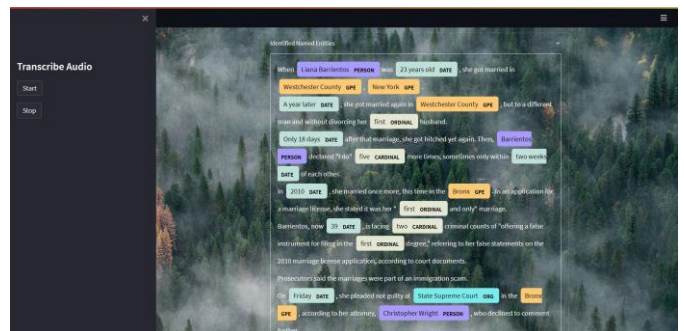 ×
≡
Transcribe Audio
Start
Stop
Identified Named Entities
When Liana Barrientos PERSON was 23 years old DATE , she got married in
Westchester County GPE , New York GPE .
A year later DATE , she got married again in Westchester County GPE , but to a different
man and without divorcing her first ORDINAL husband.
Only 18 days DATE after that marriage, she got hitched yet again. Then, Barrientos
PERSON declared "I do" five CARDINAL more times, sometimes only within two weeks
DATE of each other.
In 2010 DATE , she married once more, this time in the Bronx GPE . In an application for
a marriage license, she stated it was her " first ORDINAL and only" marriage.
Barrientos, now 39 DATE , is facing two CARDINAL criminal counts of "offering a false
instrument for filing in the first ORDINAL degree," referring to her false statements on the
2010 marriage license application, according to court documents.
Prosecutors said the marriages were part of an immigration scam.
On Friday DATE , she pleaded not guilty at State Supreme Court ORG in the Bronx
GPE , according to her attorney, Christopher Wright PERSON , who declined to comment